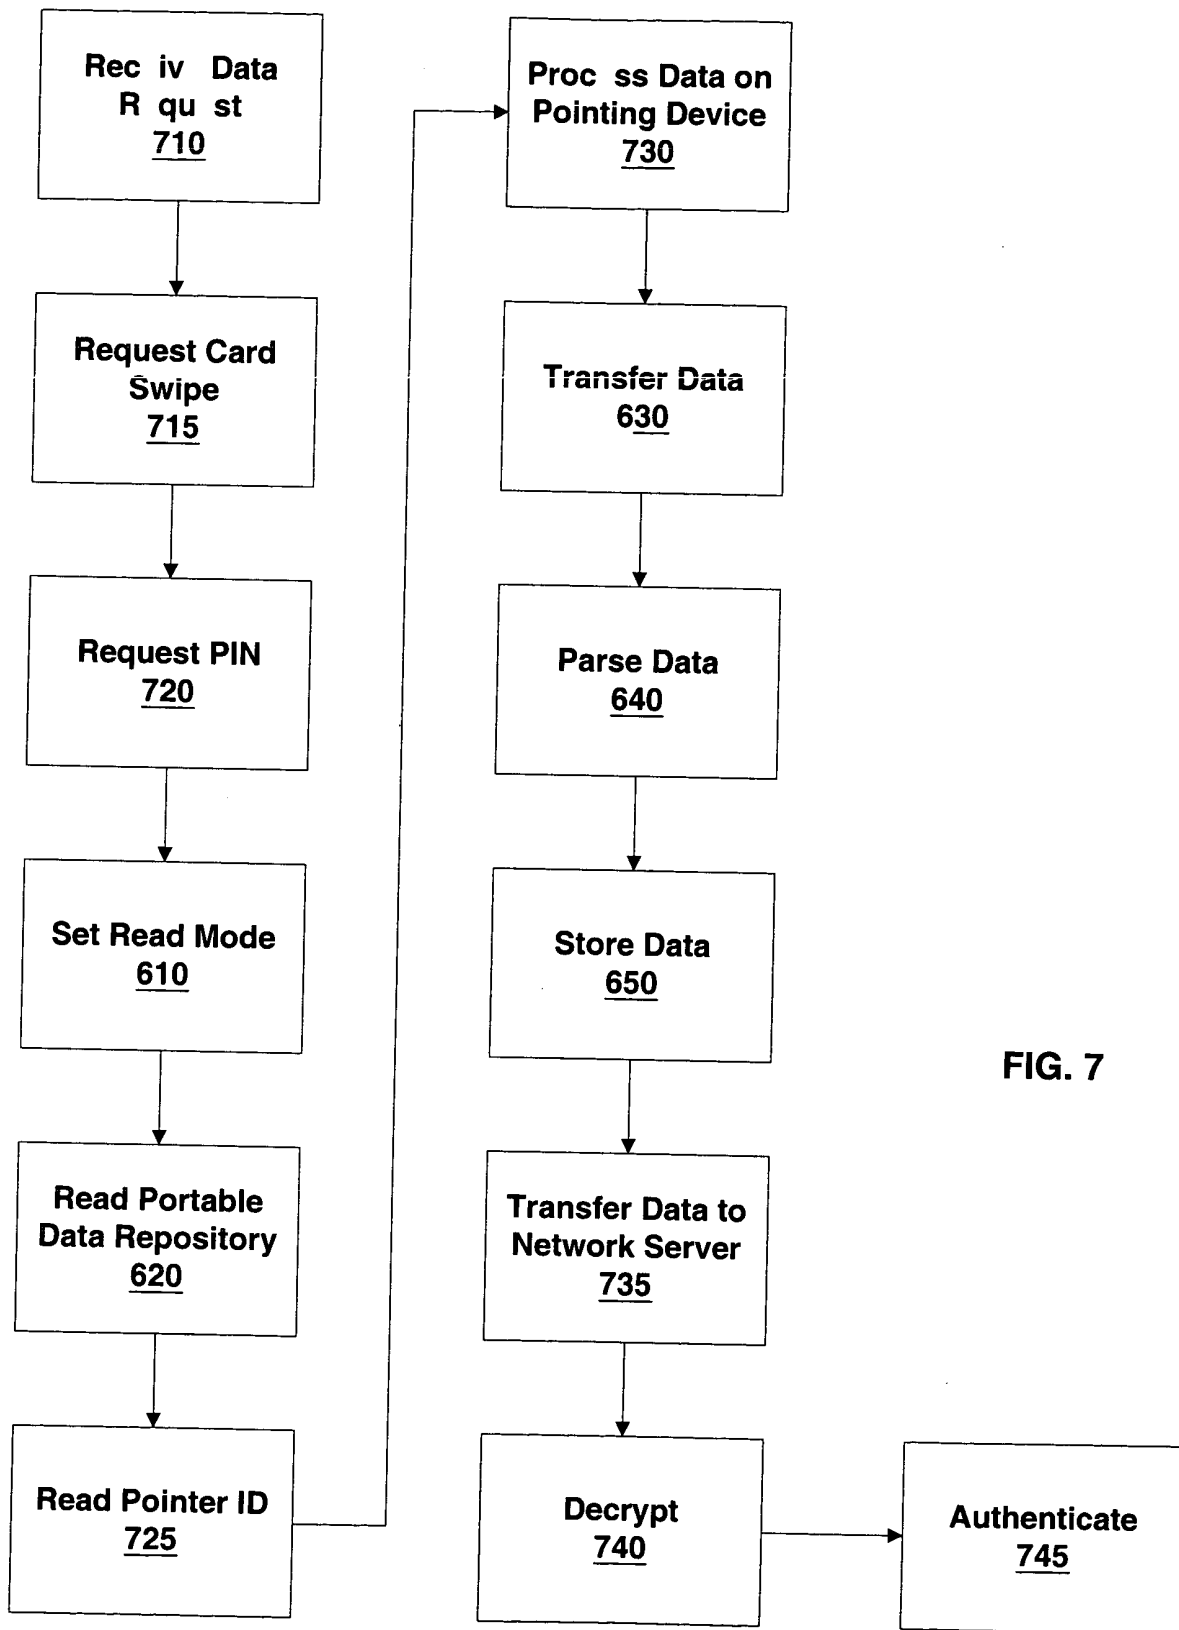 Rec iv Data
R qu st
710
Request Card
Swipe
715
Request PIN
720
Set Read Mode
610
Read Portable
Data Repository
620
Read Pointer ID
725
Proc ss Data on
Pointing Device
730
Transfer Data
630
Parse Data
640
Store Data
650
Transfer Data to
Network Server
735
Decrypt
740
Authenticate
745
FIG. 7